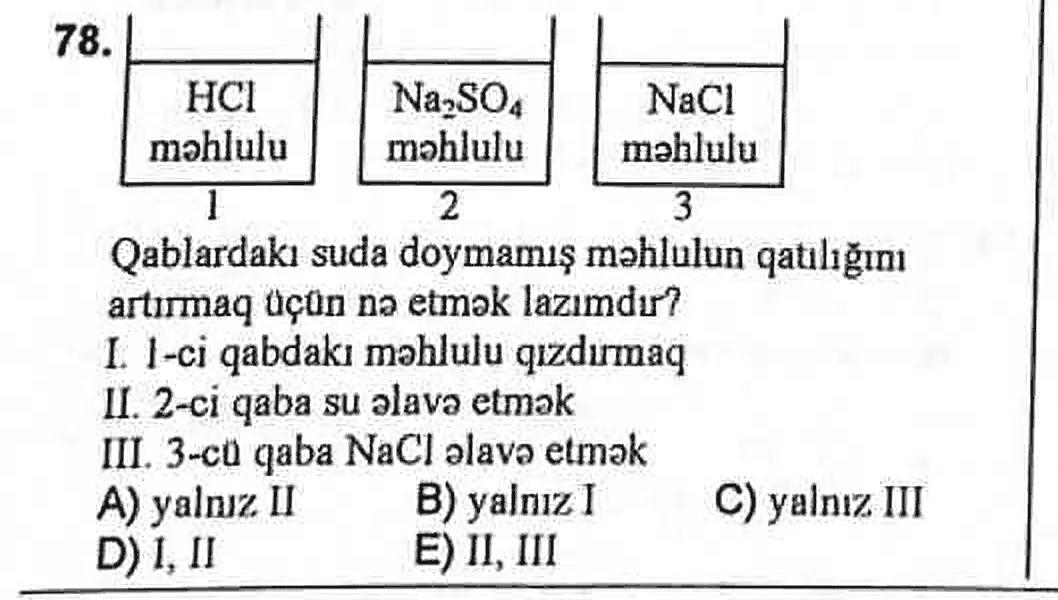 78.
HCl Na₂SO₄ NaCl
məhlulu məhlulu məhlulu
1 2 3
Qablardakı suda doymamış məhlulun qatılığını
artırmaq üçün nə etmək lazımdır?
I. 1-ci qabdakı məhlulu qızdırmaq
II. 2-ci qaba su əlavə etmək
III. 3-cü qaba NaCl əlavə etmək
A) yalnız II B) yalnız I C) yalnız III
D) I, II E) II, III